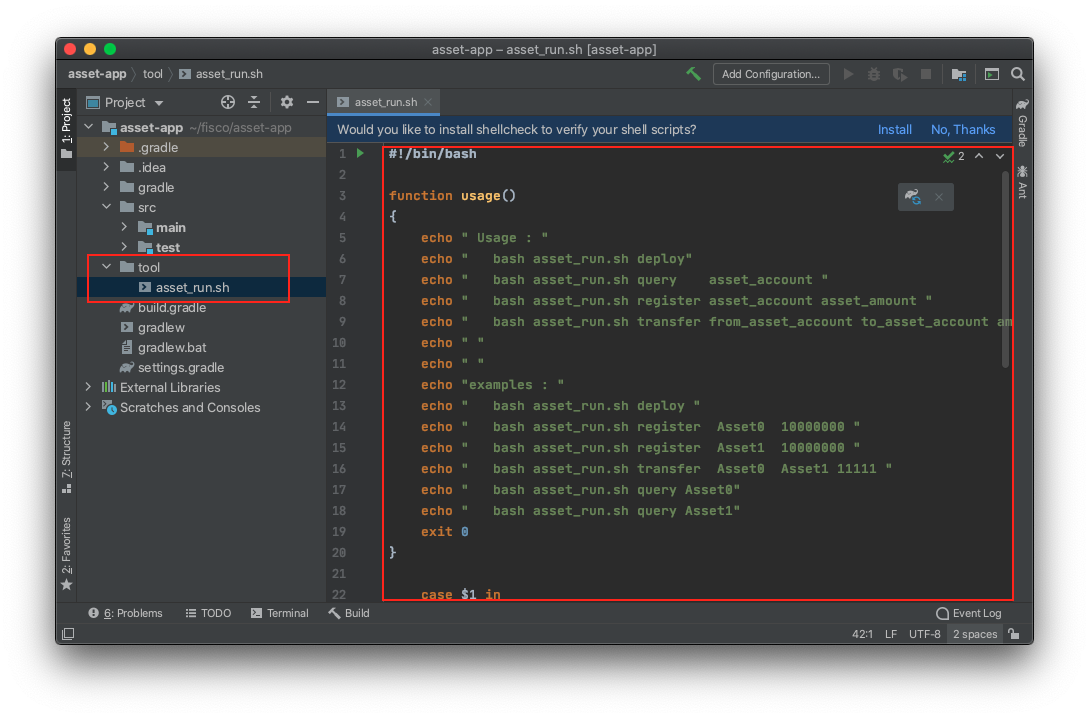 asset-app – asset_run.sh [asset-app]
asset-app tool asset_run.sh Add Configuration...
1: Project
Project
asset-app ~/fisco/asset-app
.gradle
.idea
gradle
src
main
test
tool
asset_run.sh
build.gradle
gradlew
gradlew.bat
settings.gradle
External Libraries
Scratches and Consoles
Z: Structure
2: Favorites
asset_run.sh
Would you like to install shellcheck to verify your shell scripts? Install No, Thanks
2
1 #!/bin/bash
2
3 function usage()
4 {
5     echo " Usage : "
6     echo "   bash asset_run.sh deploy"
7     echo "   bash asset_run.sh query    asset_account "
8     echo "   bash asset_run.sh register asset_account asset_amount "
9     echo "   bash asset_run.sh transfer from_asset_account to_asset_account am
10     echo " "
11     echo " "
12     echo "examples : "
13     echo "   bash asset_run.sh deploy "
14     echo "   bash asset_run.sh register  Asset0  10000000 "
15     echo "   bash asset_run.sh register  Asset1  10000000 "
16     echo "   bash asset_run.sh transfer  Asset0  Asset1 11111 "
17     echo "   bash asset_run.sh query Asset0"
18     echo "   bash asset_run.sh query Asset1"
19     exit 0
20 }
21
22     case $1 in
Gradle
Ant
6: Problems TODO Terminal Build Event Log
42:1 LF UTF-8 2 spaces